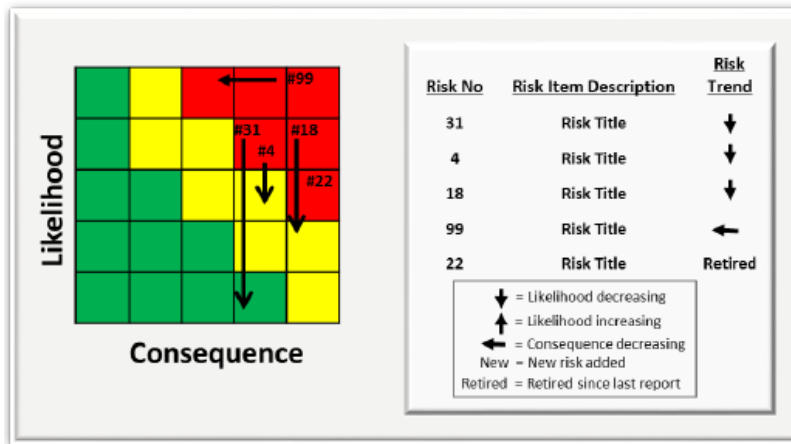 Likelihood
#99
#31
#18
#4
#22
Consequence
Risk No Risk Item Description Risk Trend
31 Risk Title
4 Risk Title
18 Risk Title
99 Risk Title
22 Risk Title Retired
= Likelihood decreasing
= Likelihood increasing
= Consequence decreasing
New = New risk added
Retired = Retired since last report